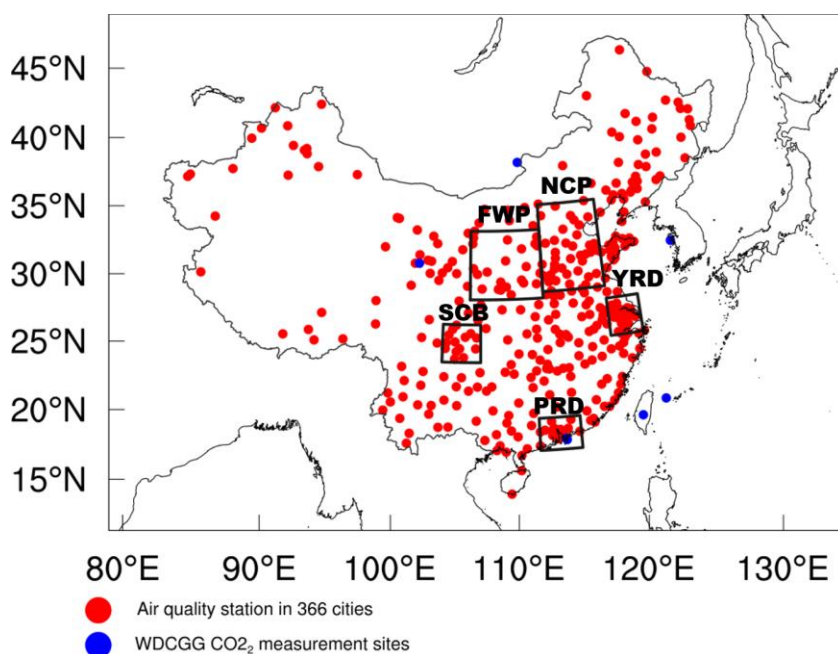 45°N
40°N
35°N
30°N
25°N
20°N
15°N
NCP
FWP
YRD
SCB
PRD
80°E 90°E 100°E 110°E 120°E 130°E
Air quality station in 366 cities
WDCGG CO2₂ measurement sites